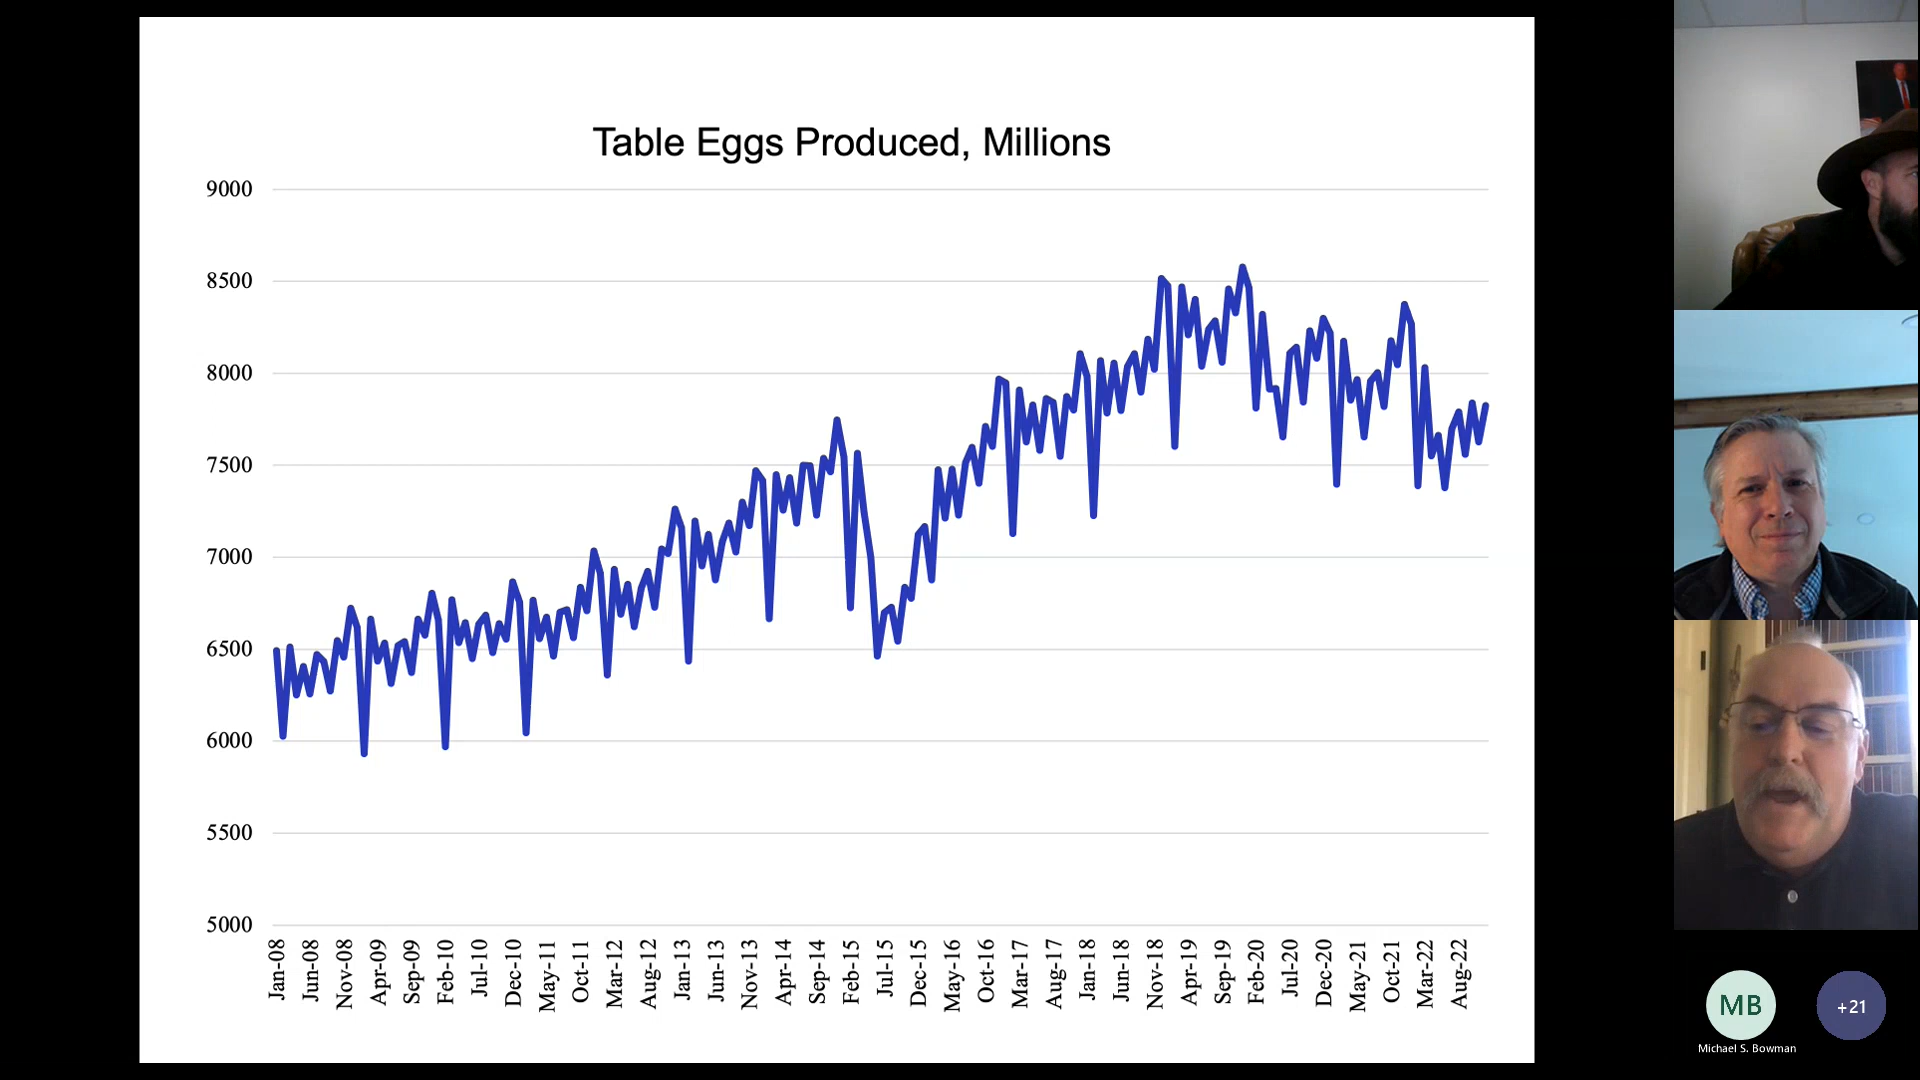 Table Eggs Produced, Millions
9000
8500
8000
7500
7000
6500
6000
5500
5000
Jan-08
Jun-08
Nov-08
Apr-09
Sep-09
Feb-10
Jul-10
Dec-10
May-11
Oct-11
Mar-12
Aug-12
Jan-13
Jun-13
Nov-13
Apr-14
Sep-14
Feb-15
Jul-15
Dec-15
May-16
Oct-16
Mar-17
Aug-17
Jan-18
Jun-18
Nov-18
Apr-19
Sep-19
Feb-20
Jul-20
Dec-20
May-21
Oct-21
Mar-22
Aug-22
MB
+21
Michael S. Bowman